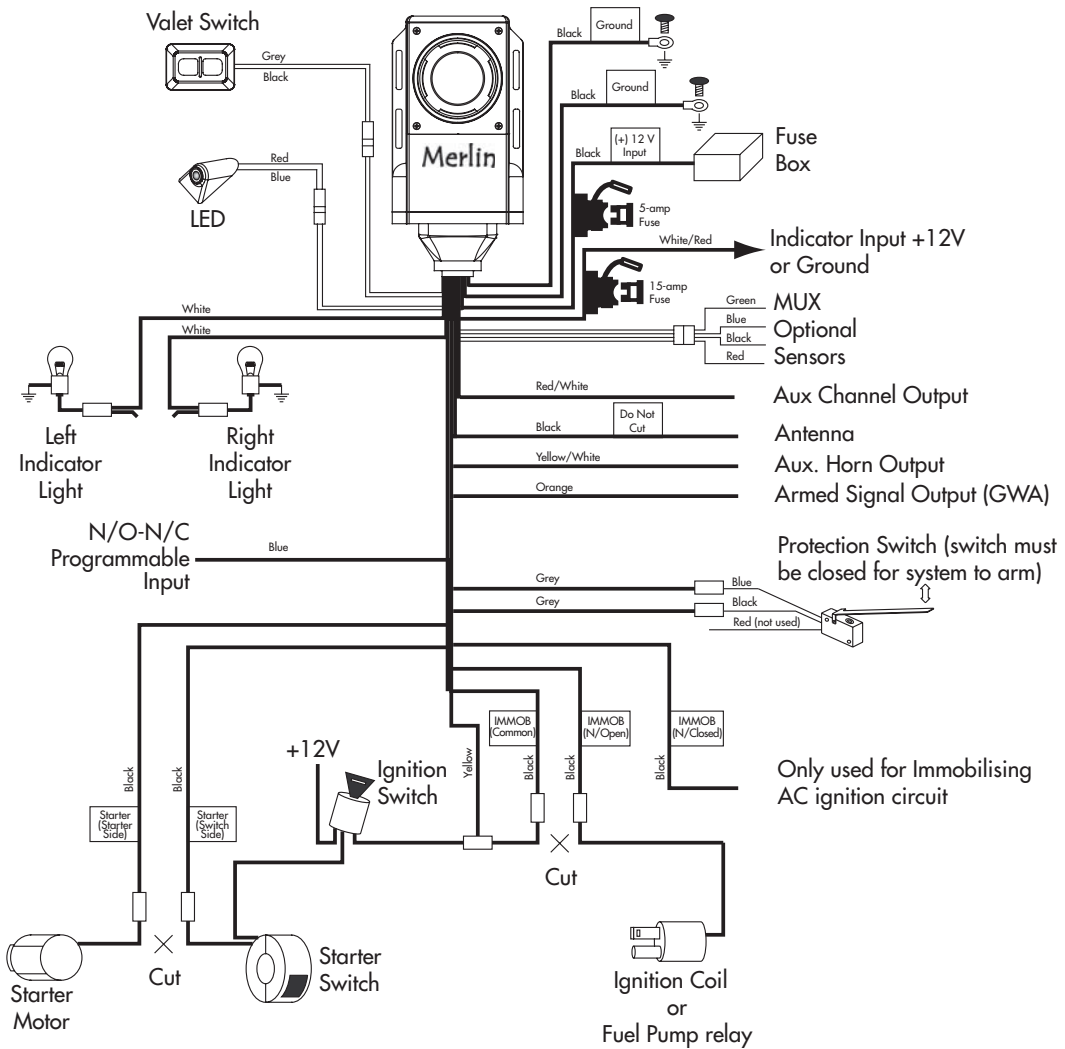 Valet Switch
Grey
Black
Red
Blue
LED
Merlin
Black
Ground
Black
Ground
Black
(+) 12 V
Input
Fuse
Box
5-amp
Fuse
White/Red
Indicator Input +12V
or Ground
15-amp
Fuse
Green
MUX
Blue
Optional
Black
Sensors
Red
White
White
Left
Indicator
Light
Right
Indicator
Light
Red/White
Aux Channel Output
Black
Do Not
Cut
Antenna
Yellow/White
Aux. Horn Output
Orange
Armed Signal Output (GWA)
N/O-N/C
Programmable
Input
Blue
Protection Switch (switch must
be closed for system to arm)
Grey
Blue
Grey
Black
Red (not used)
IMMOB
(Common)
IMMOB
(N/Open)
IMMOB
(N/Closed)
Black
Black
Yellow
Black
Black
Black
+12V
Ignition
Switch
Only used for Immobilising
AC ignition circuit
Starter
(Starter
Side)
Starter
(Switch
Side)
Cut
Cut
Starter
Motor
Starter
Switch
Ignition Coil
or
Fuel Pump relay